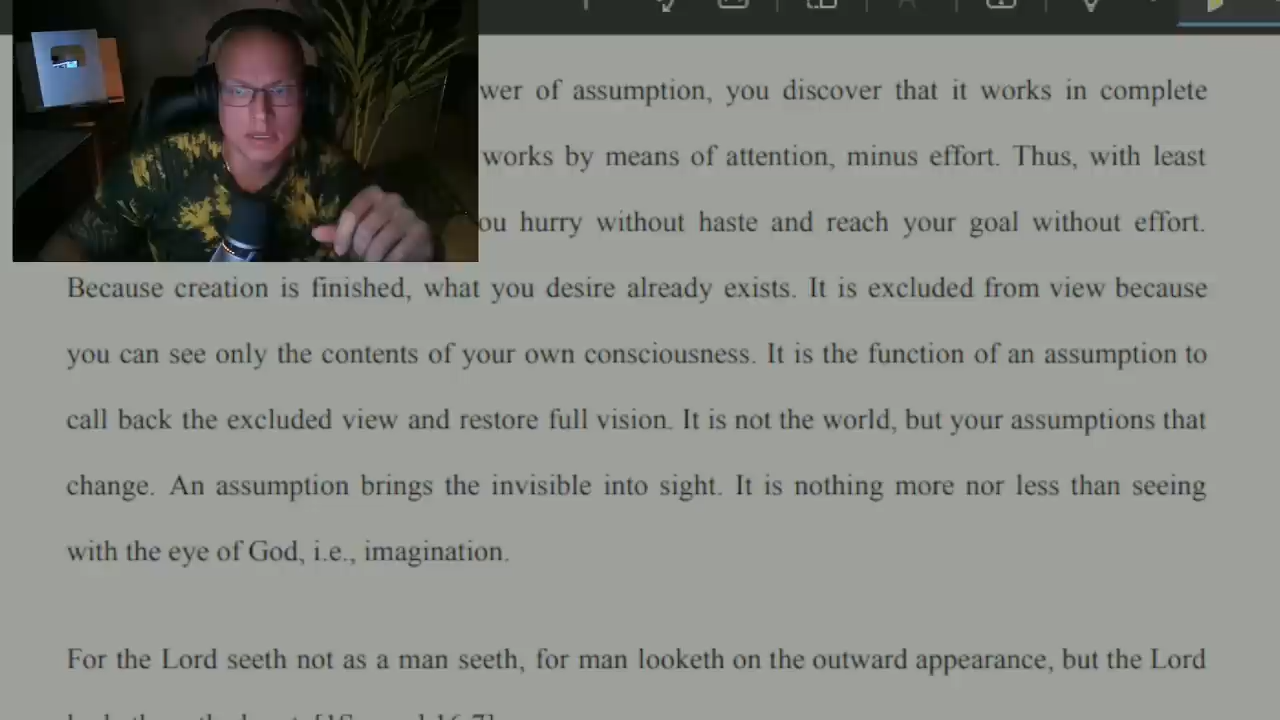 wer of assumption, you discover that it works in complete
works by means of attention, minus effort. Thus, with least
ou hurry without haste and reach your goal without effort.
Because creation is finished, what you desire already exists. It is excluded from view because
you can see only the contents of your own consciousness. It is the function of an assumption to
call back the excluded view and restore full vision. It is not the world, but your assumptions that
change. An assumption brings the invisible into sight. It is nothing more nor less than seeing
with the eye of God, i.e., imagination.
For the Lord seeth not as a man seeth, for man looketh on the outward appearance, but the Lord